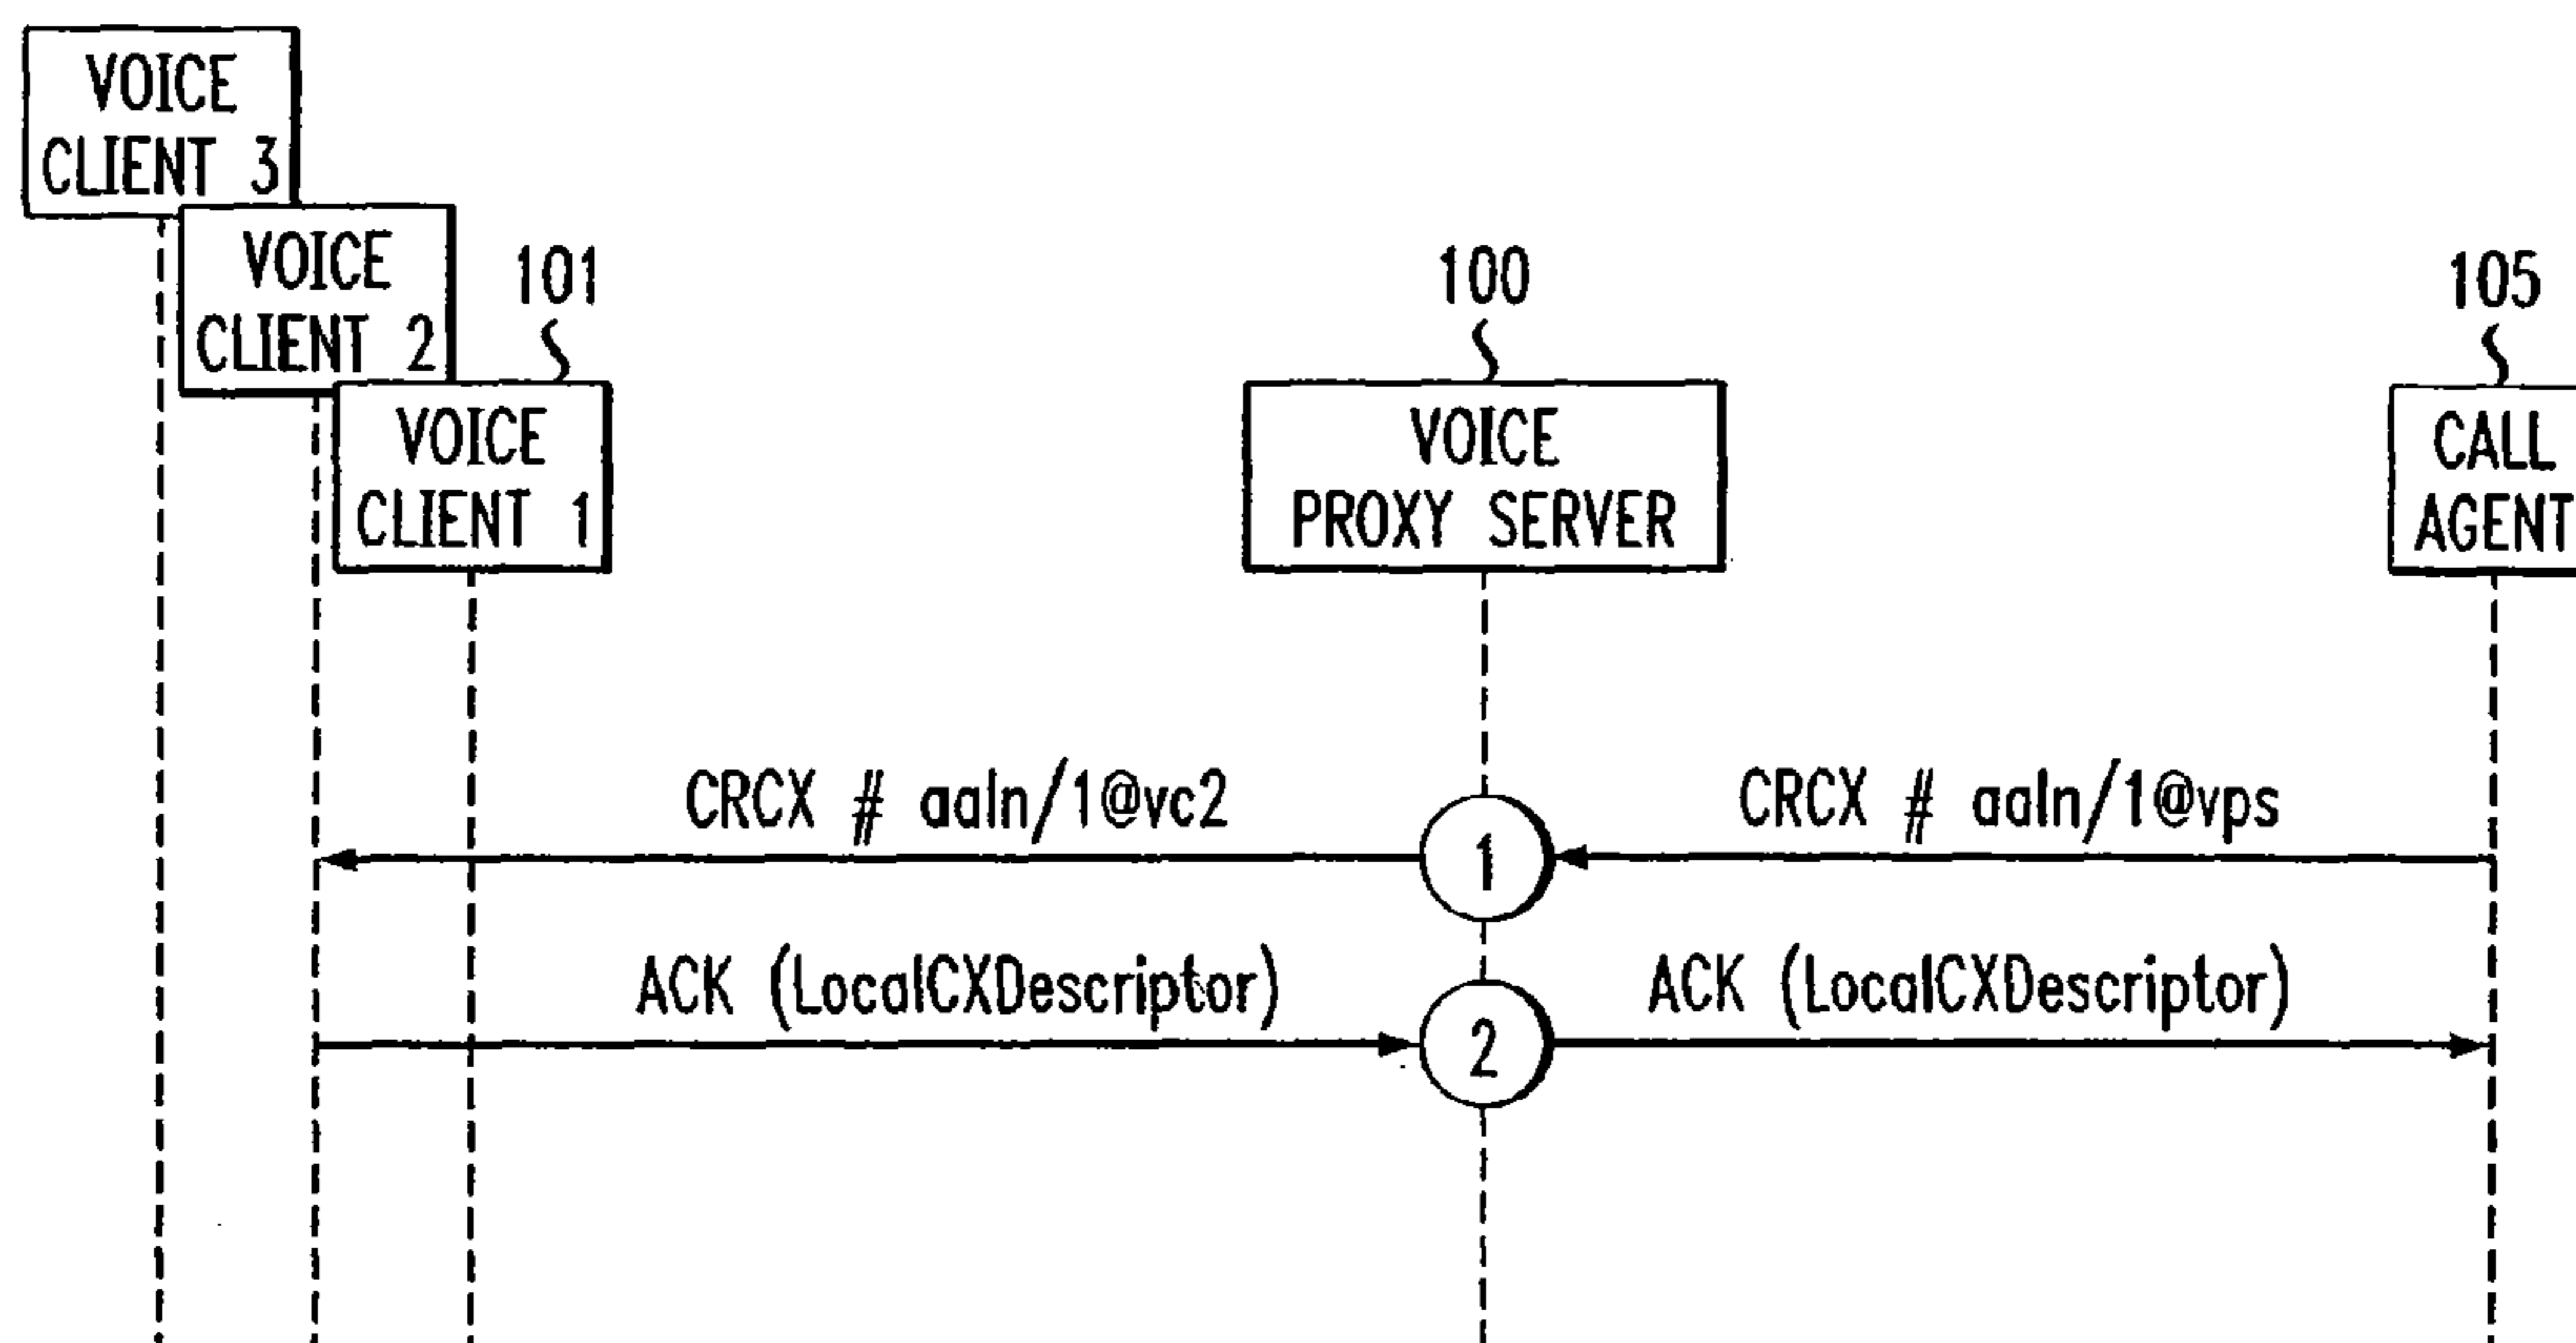 VOICE
CLIENT 3
VOICE
CLIENT 2
101
100
105
VOICE
CLIENT 1
VOICE
PROXY SERVER
CALL
AGENT
CRCX # aaln/1@vc2
CRCX # aaln/1@vps
1
ACK (LocalCXDescriptor)
ACK (LocalCXDescriptor)
2